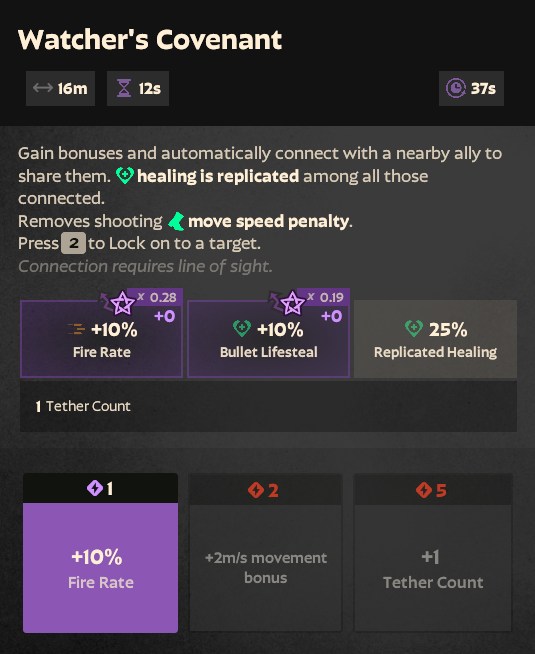 Watcher's Covenant
16m 12s 37s
Gain bonuses and automatically connect with a nearby ally to
share them. healing is replicated among all those
connected.
Removes shooting move speed penalty.
Press 2 to Lock on to a target.
Connection requires line of sight.
x 0.28 x 0.19
+0 +0
+10% +10% 25%
Fire Rate Bullet Lifesteal Replicated Healing
1 Tether Count
1 2 5
+10% +2m/s movement +1
Fire Rate bonus Tether Count